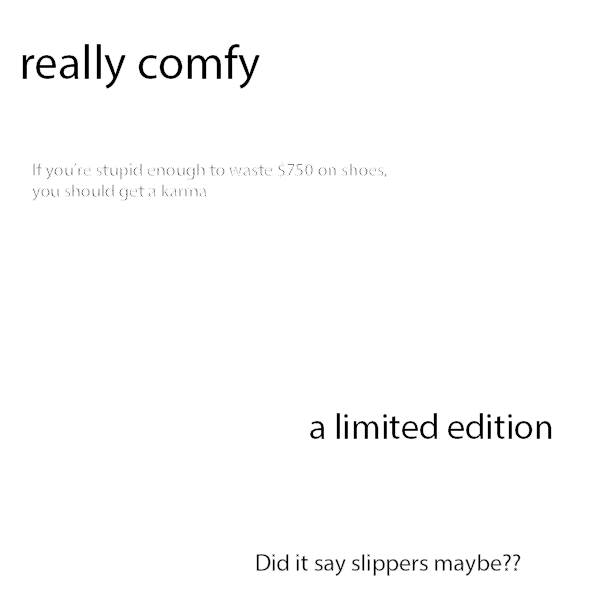 really comfy
If you're stupid enough to waste $750 on shoes,
you should get a karma
a limited edition
Did it say slippers maybe??